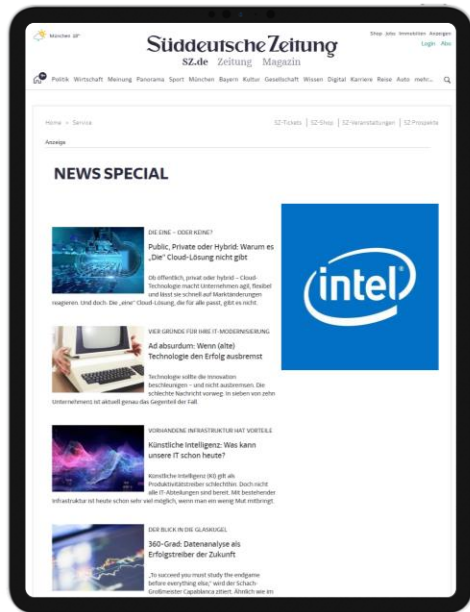 München 18°
Shop Jobs Immobilien Anzeigen
Login Abo
Süddeutsche Zeitung
SZ.de Zeitung Magazin
Politik Wirtschaft Meinung Panorama Sport München Bayern Kultur Gesellschaft Wissen Digital Karriere Reise Auto mehr...
Home > Service
SZ-Tickets | SZ-Shop | SZ-Veranstaltungen | SZ-Prospekte
Anzeige
NEWS SPECIAL
DIE EINE – ODER KEINE?
Public, Private oder Hybrid: Warum es
„Die" Cloud-Lösung nicht gibt
Ob öffentlich, privat oder hybrid – Cloud-
Technologie macht Unternehmen agil, flexibel
und lässt sie schnell auf Marktänderungen
reagieren. Und doch: Die „eine" Cloud-Lösung, die für alle passt, gibt es nicht.
intel
VIER GRÜNDE FÜR IHRE IT-MODERNISIERUNG
Ad absurdum: Wenn (alte)
Technologie den Erfolg ausbremst
Technologie sollte die Innovation
beschleunigen – und nicht ausbremsen. Die
schlechte Nachricht vorweg: In sieben von zehn
Unternehmens ist aktuell genau das Gegenteil der Fall.
VORHANDENE INFRASTRUKTUR HAT VORTEILE
Künstliche Intelligenz: Was kann
unsere IT schon heute?
Künstliche Intelligenz (KI) gilt als
Produktivitätstreiber schlechthin. Doch nicht
alle IT-Abteilungen sind bereit. Mit bestehender
Infrastruktur ist heute schon sehr viel möglich, wenn man ein wenig Mut mitbringt.
DER BLICK IN DIE GLASKUGEL
360-Grad: Datenanalyse als
Erfolgstreiber der Zukunft
„To succeed you must study the endgame
before everything else;" wird der Schach-
Großmeister Capablanca zitiert. Ähnlich wie im